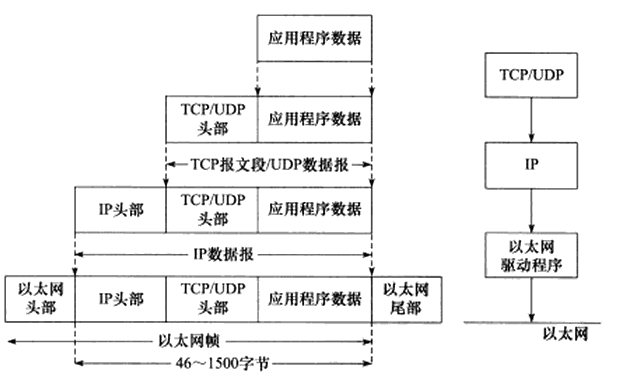 应用程序数据
TCP/UDP
头部
应用程序数据
TCP报文段/UDP数据报
IP头部
TCP/UDP
头部
应用程序数据
IP数据报
以太网
头部
IP头部
TCP/UDP
头部
应用程序数据
以太网
尾部
以太网帧
46～1500字节
TCP/UDP
IP
以太网
驱动程序
以太网